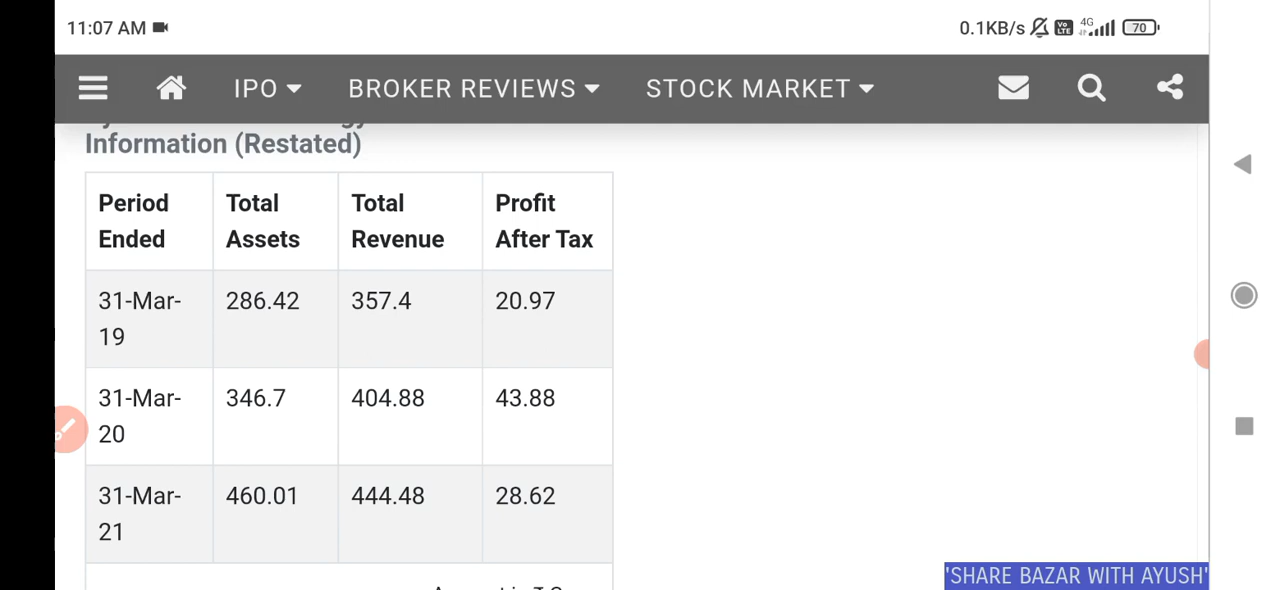 11:07 AM 0.1KB/s Vo LTE 4G 70
IPO BROKER REVIEWS STOCK MARKET
Information (Restated)
Period Ended Total Assets Total Revenue Profit After Tax
31-Mar-19 286.42 357.4 20.97
31-Mar-20 346.7 404.88 43.88
31-Mar-21 460.01 444.48 28.62
'SHARE BAZAR WITH AYUSH'